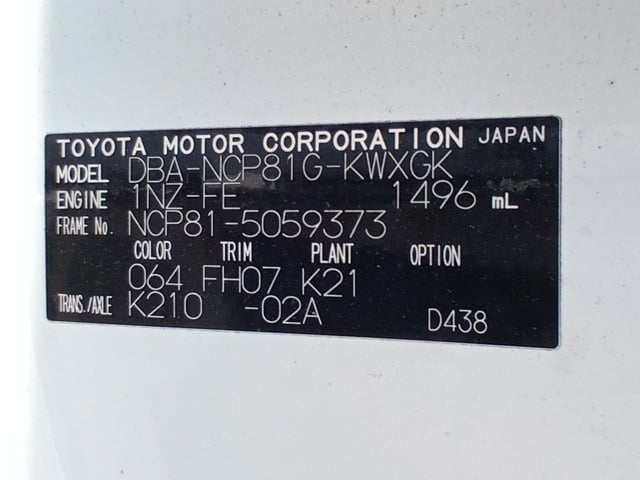 TOYOTA MOTOR CORPORATION JAPAN
MODEL DBA-NCP81G-KWXGK
ENGINE 1NZ-FE 1496 mL
FRAME No. NCP81-5059373
COLOR TRIM PLANT OPTION
064 FH07 K21
TRANS./AXLE K210 -02A D438